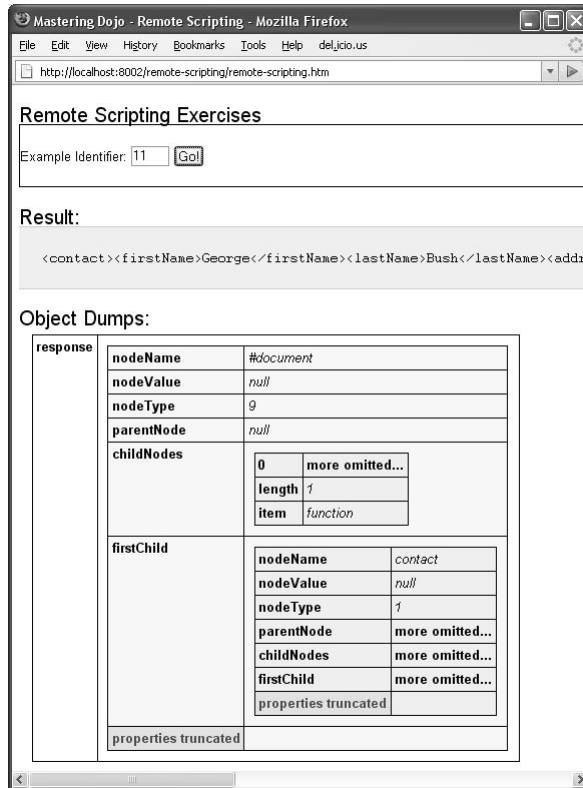 Mastering Dojo - Remote Scripting - Mozilla Firefox
File Edit View History Bookmarks Tools Help del.icio.us
http://localhost:8002/remote-scripting/remote-scripting.htm
Remote Scripting Exercises
Example Identifier: 11 Go!
Result:
<contact><firstName>George</firstName><lastName>Bush</lastName><addr
Object Dumps:
response
nodeName #document
nodeValue null
nodeType 9
parentNode null
childNodes
0 more omitted...
length 1
item function
firstChild
nodeName contact
nodeValue null
nodeType 1
parentNode more omitted...
childNodes more omitted...
firstChild more omitted...
properties truncated
properties truncated